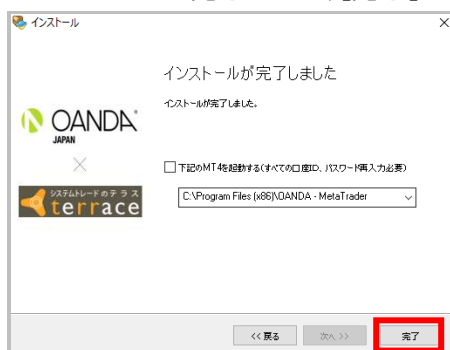 インストール
インストールが完了しました
インストールが完了しました。
OANDA
JAPAN
システムトレードのテラス
terrace
下記のMT4を起動する(すべての口座ID、パスワード再入力必要)
C:\Program Files (x86)\OANDA - MetaTrader
<< 戻る
次へ >>
完了